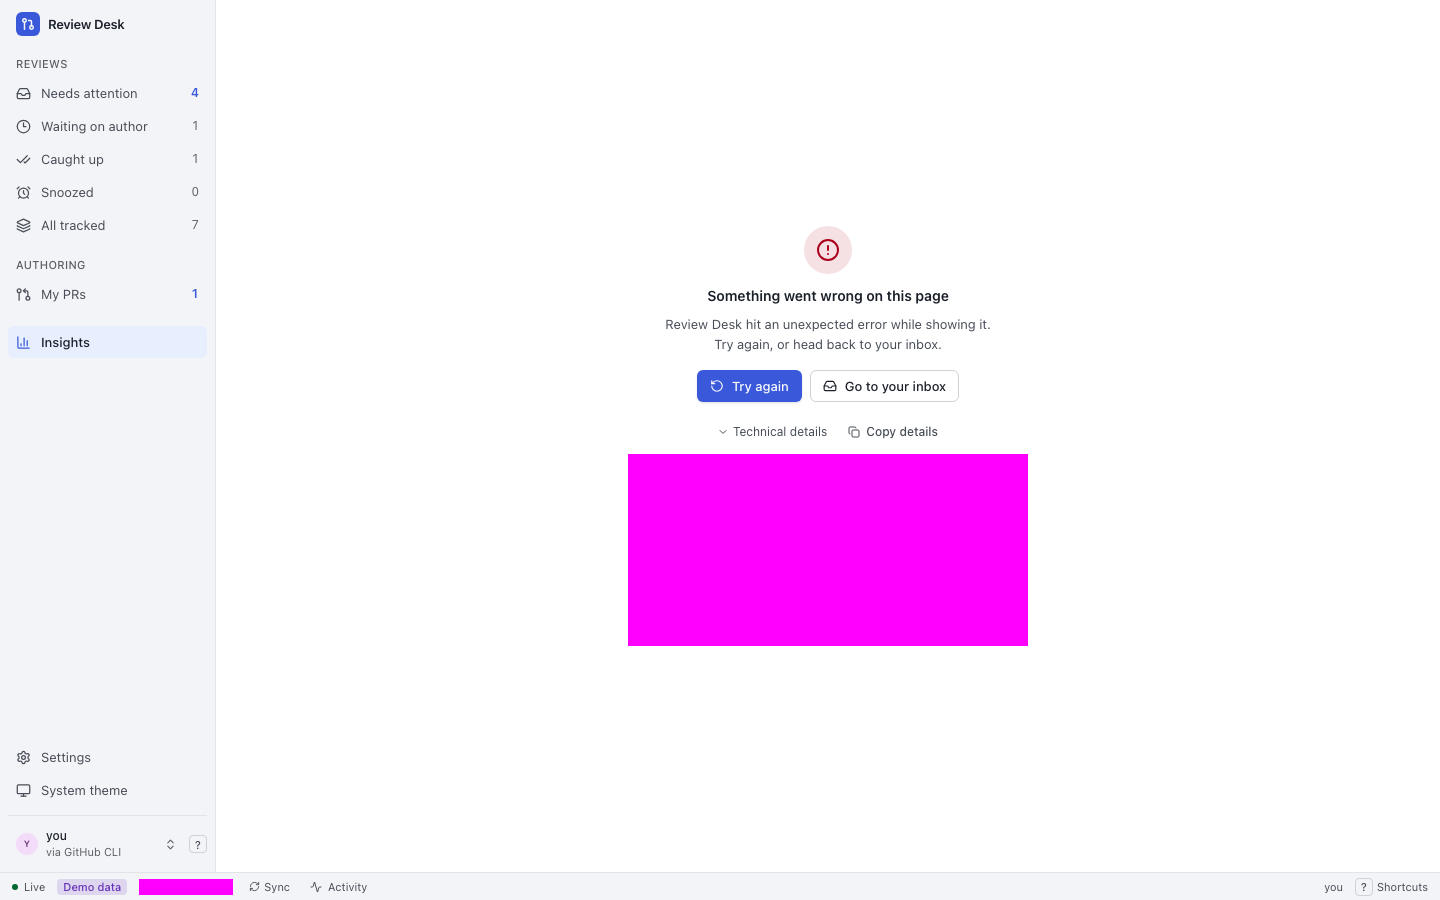 Review Desk
REVIEWS
Needs attention 4
Waiting on author 1
Caught up 1
Snoozed 0
All tracked 7
AUTHORING
My PRs 1
Insights
Something went wrong on this page
Review Desk hit an unexpected error while showing it.
Try again, or head back to your inbox.
Try again
Go to your inbox
Technical details
Copy details
Settings
System theme
Y
you
via GitHub CLI
?
Live
Demo data
Sync
Activity
you
? Shortcuts